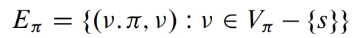 E_π = {(ν.π, ν) : ν ∈ V_π − {s}}